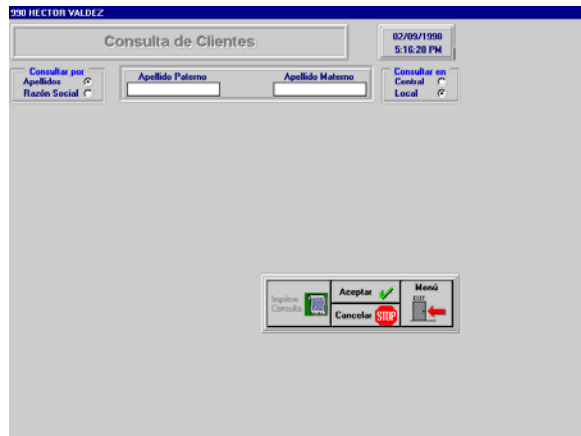 990 HECTOR VALDEZ
Consulta de Clientes
02/09/1998
5:16:20 PM
Consultar por
Apellidos
Razón Social
Apellido Paterno
Apellido Materno
Consultar en
Central
Local
Imprime
Consulta
Aceptar
Cancelar
STOP
Menú
EXIT